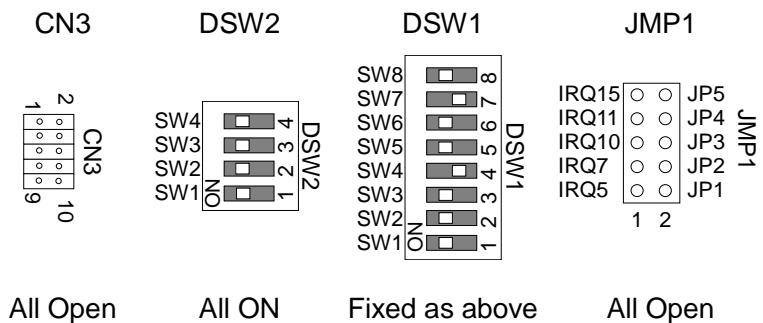 CN3 DSW2 DSW1 JMP1
1 2
9 10
CN3
SW4 4
SW3 3
SW2 2
SW1 1
ON
DSW2
SW8 8
SW7 7
SW6 6
SW5 5
SW4 4
SW3 3
SW2 2
SW1 1
ON
DSW1
IRQ15 JP5
IRQ11 JP4
IRQ10 JP3
IRQ7 JP2
IRQ5 JP1
1 2
JMP1
All Open All ON Fixed as above All Open